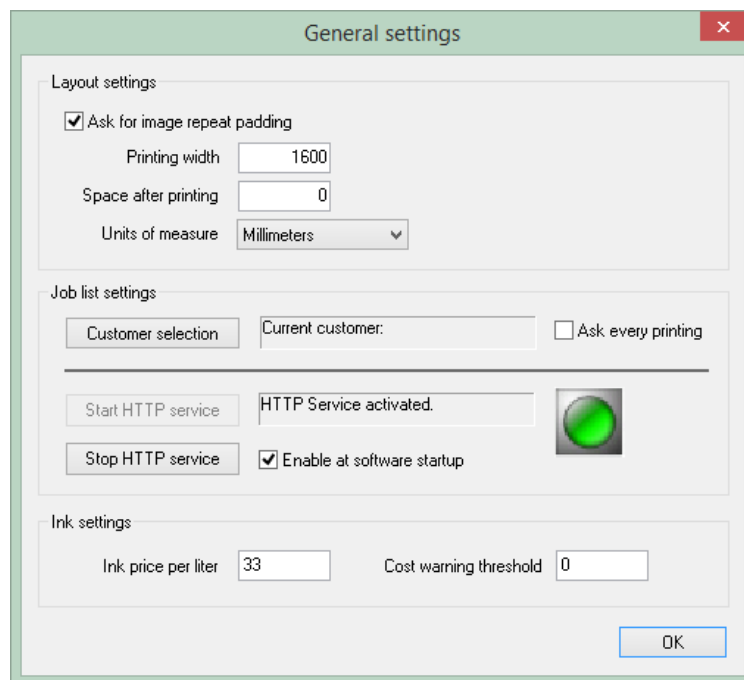 General settings
Layout settings
Ask for image repeat padding
Printing width 1600
Space after printing 0
Units of measure Millimeters
Job list settings
Customer selection Current customer: Ask every printing
Start HTTP service HTTP Service activated.
Stop HTTP service Enable at software startup
Ink settings
Ink price per liter 33 Cost warning threshold 0
OK